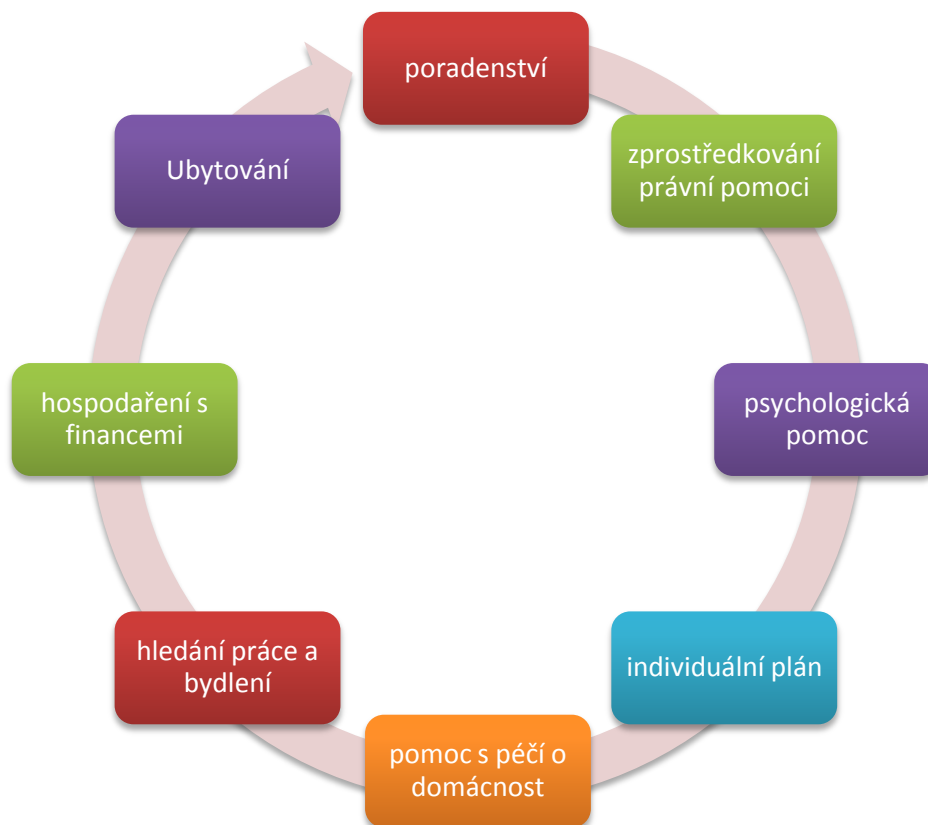 poradenství
zprostředkování
právní pomoci
psychologická
pomoc
individuální plán
pomoc s péčí o
domácnost
hledání práce a
bydlení
hospodaření s
financemi
Ubytování